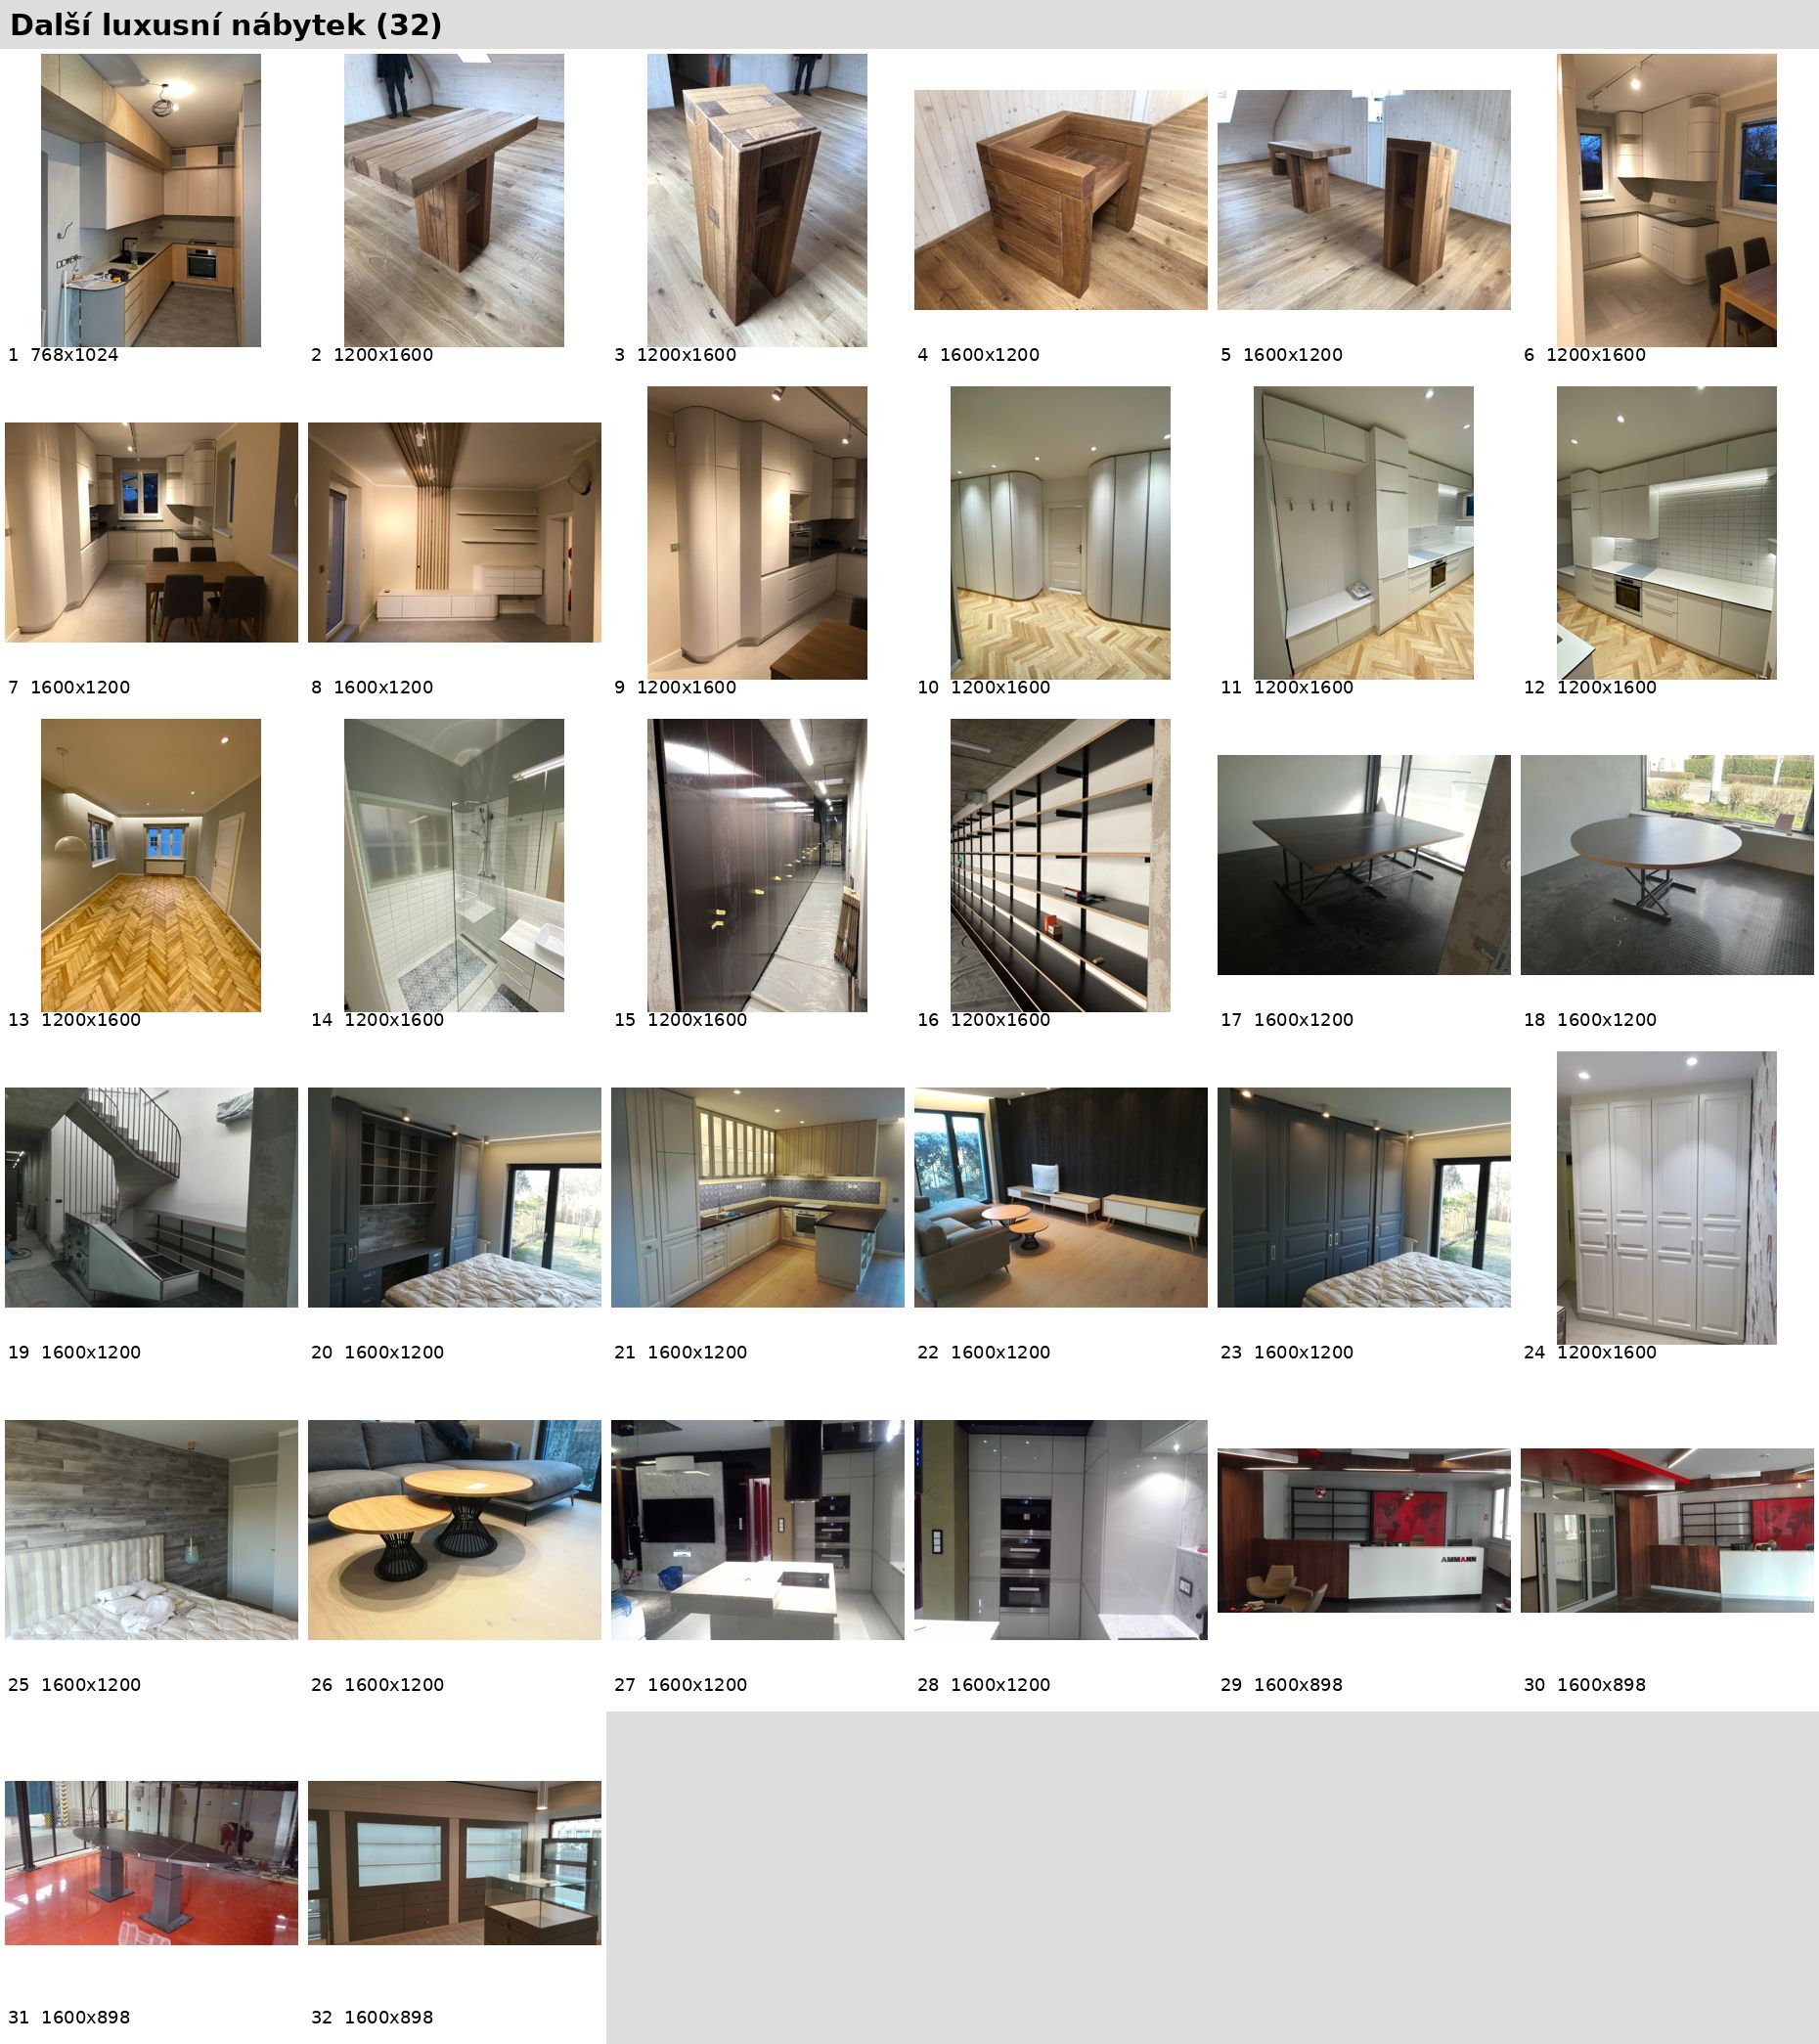 Další luxusní nábytek (32)
1 768x1024
2 1200x1600
3 1200x1600
4 1600x1200
5 1600x1200
6 1200x1600
7 1600x1200
8 1600x1200
9 1200x1600
10 1200x1600
11 1200x1600
12 1200x1600
13 1200x1600
14 1200x1600
15 1200x1600
16 1200x1600
17 1600x1200
18 1600x1200
19 1600x1200
20 1600x1200
21 1600x1200
22 1600x1200
23 1600x1200
24 1200x1600
25 1600x1200
26 1600x1200
27 1600x1200
28 1600x1200
AMMANN
29 1600x898
30 1600x898
31 1600x898
32 1600x898